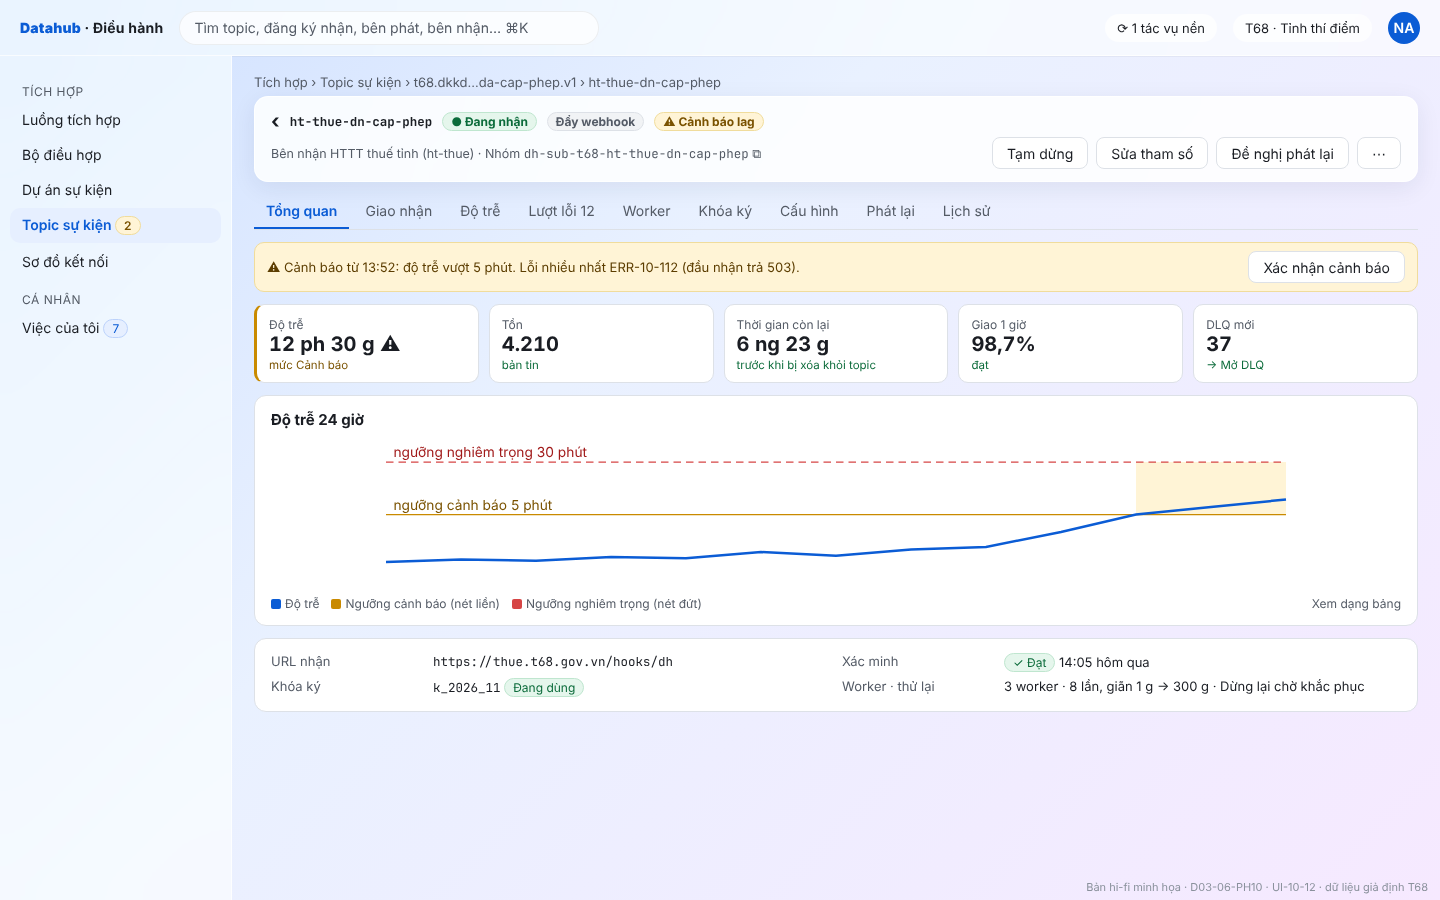 Datahub · Điều hành
Tìm topic, đăng ký nhận, bên phát, bên nhận... ⌘K
⟳ 1 tác vụ nền
T68 · Tỉnh thí điểm
NA
TÍCH HỢP
Luồng tích hợp
Bộ điều hợp
Dự án sự kiện
Topic sự kiện 2
Sơ đồ kết nối
CÁ NHÂN
Việc của tôi 7
Tích hợp › Topic sự kiện › t68.dkkd...da-cap-phep.v1 › ht-thue-dn-cap-phep
‹ ht-thue-dn-cap-phep ● Đang nhận Đẩy webhook ⚠ Cảnh báo lag
Bên nhận HTTT thuế tỉnh (ht-thue) · Nhóm dh-sub-t68-ht-thue-dn-cap-phep ⧉
Tạm dừng Sửa tham số Đề nghị phát lại ⋯
Tổng quan Giao nhận Độ trễ Lượt lỗi 12 Worker Khóa ký Cấu hình Phát lại Lịch sử
⚠ Cảnh báo từ 13:52: độ trễ vượt 5 phút. Lỗi nhiều nhất ERR-10-112 (đầu nhận trả 503).
Xác nhận cảnh báo
Độ trễ
12 ph 30 g ⚠
mức Cảnh báo
Tồn
4.210
bản tin
Thời gian còn lại
6 ng 23 g
trước khi bị xóa khỏi topic
Giao 1 giờ
98,7%
đạt
DLQ mới
37
→ Mở DLQ
Độ trễ 24 giờ
ngưỡng nghiêm trọng 30 phút
ngưỡng cảnh báo 5 phút
Độ trễ Ngưỡng cảnh báo (nét liền) Ngưỡng nghiêm trọng (nét đứt)
Xem dạng bảng
URL nhận https://thue.t68.gov.vn/hooks/dh
Xác minh ✓ Đạt 14:05 hôm qua
Khóa ký k_2026_11 Đang dùng
Worker · thử lại 3 worker · 8 lần, giãn 1 g → 300 g · Dừng lại chờ khắc phục
Bản hi-fi minh họa · D03-06-PH10 · UI-10-12 · dữ liệu giả định T68